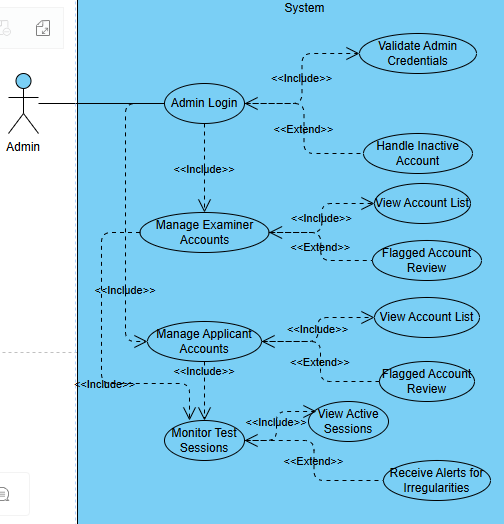 System
Validate Admin
Credentials
<<Include>>
Admin Login
<<Extend>>
Admin
Handle Inactive
Account
<<Include>>
<<Include>>
View Account List
Manage Examiner
Accounts
<<Extend>>
Flagged Account
Review
<<Include>>
View Account List
<<Include>>
Manage Applicant
Accounts
<<Extend>>
<<Include>>
<<Include>>
Flagged Account
Review
View Active
Sessions
<<Include>>
Monitor Test
Sessions
<<Extend>>
Receive Alerts for
Irregularities